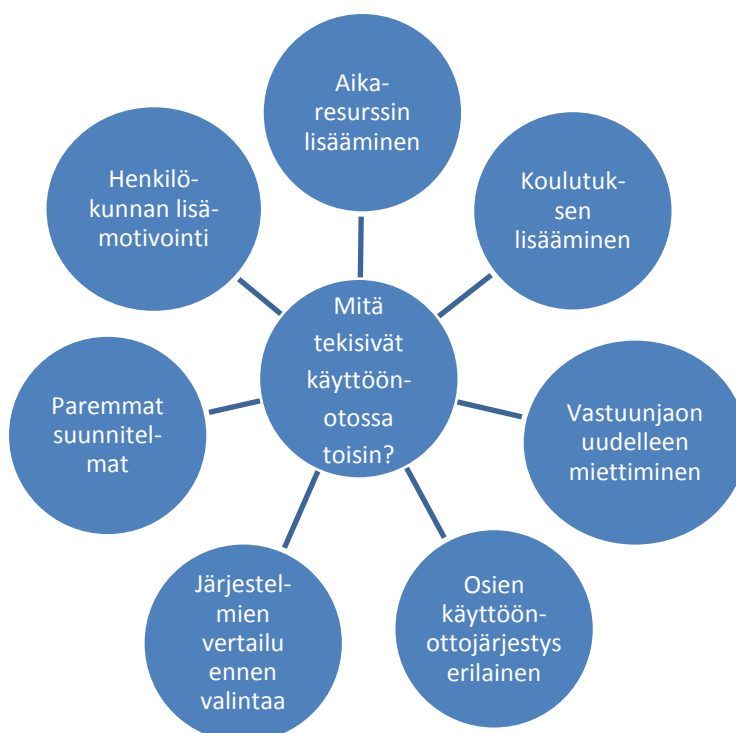 Aika-
resurssin
lisääminen
Koulutuk-
sen
lisääminen
Vastuunjaon
uudelleen
miettiminen
Osien
käyttöön-
ottojärjestys
erilainen
Järjestel-
mien
vertailu
ennen
valintaa
Paremmat
suunnitel-
mat
Henkilö-
kunnan lisä-
motivointi
Mitä
tekisivät
käyttöön-
otossa
toisin?